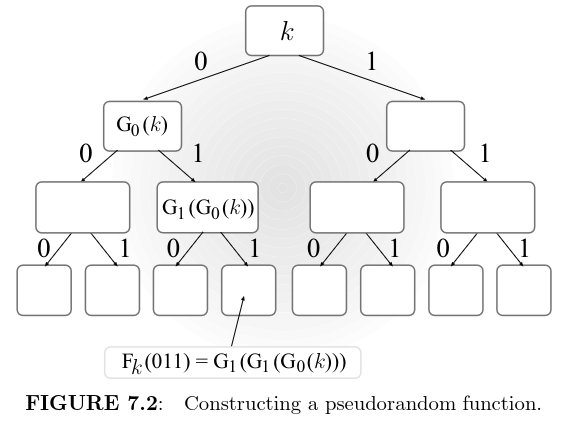 k
0 1
G₀(k)
0 1 0 1
G₁(G₀(k))
0 1 0 1 0 1 0 1
Fₖ(011) = G₁(G₁(G₀(k)))
FIGURE 7.2: Constructing a pseudorandom function.